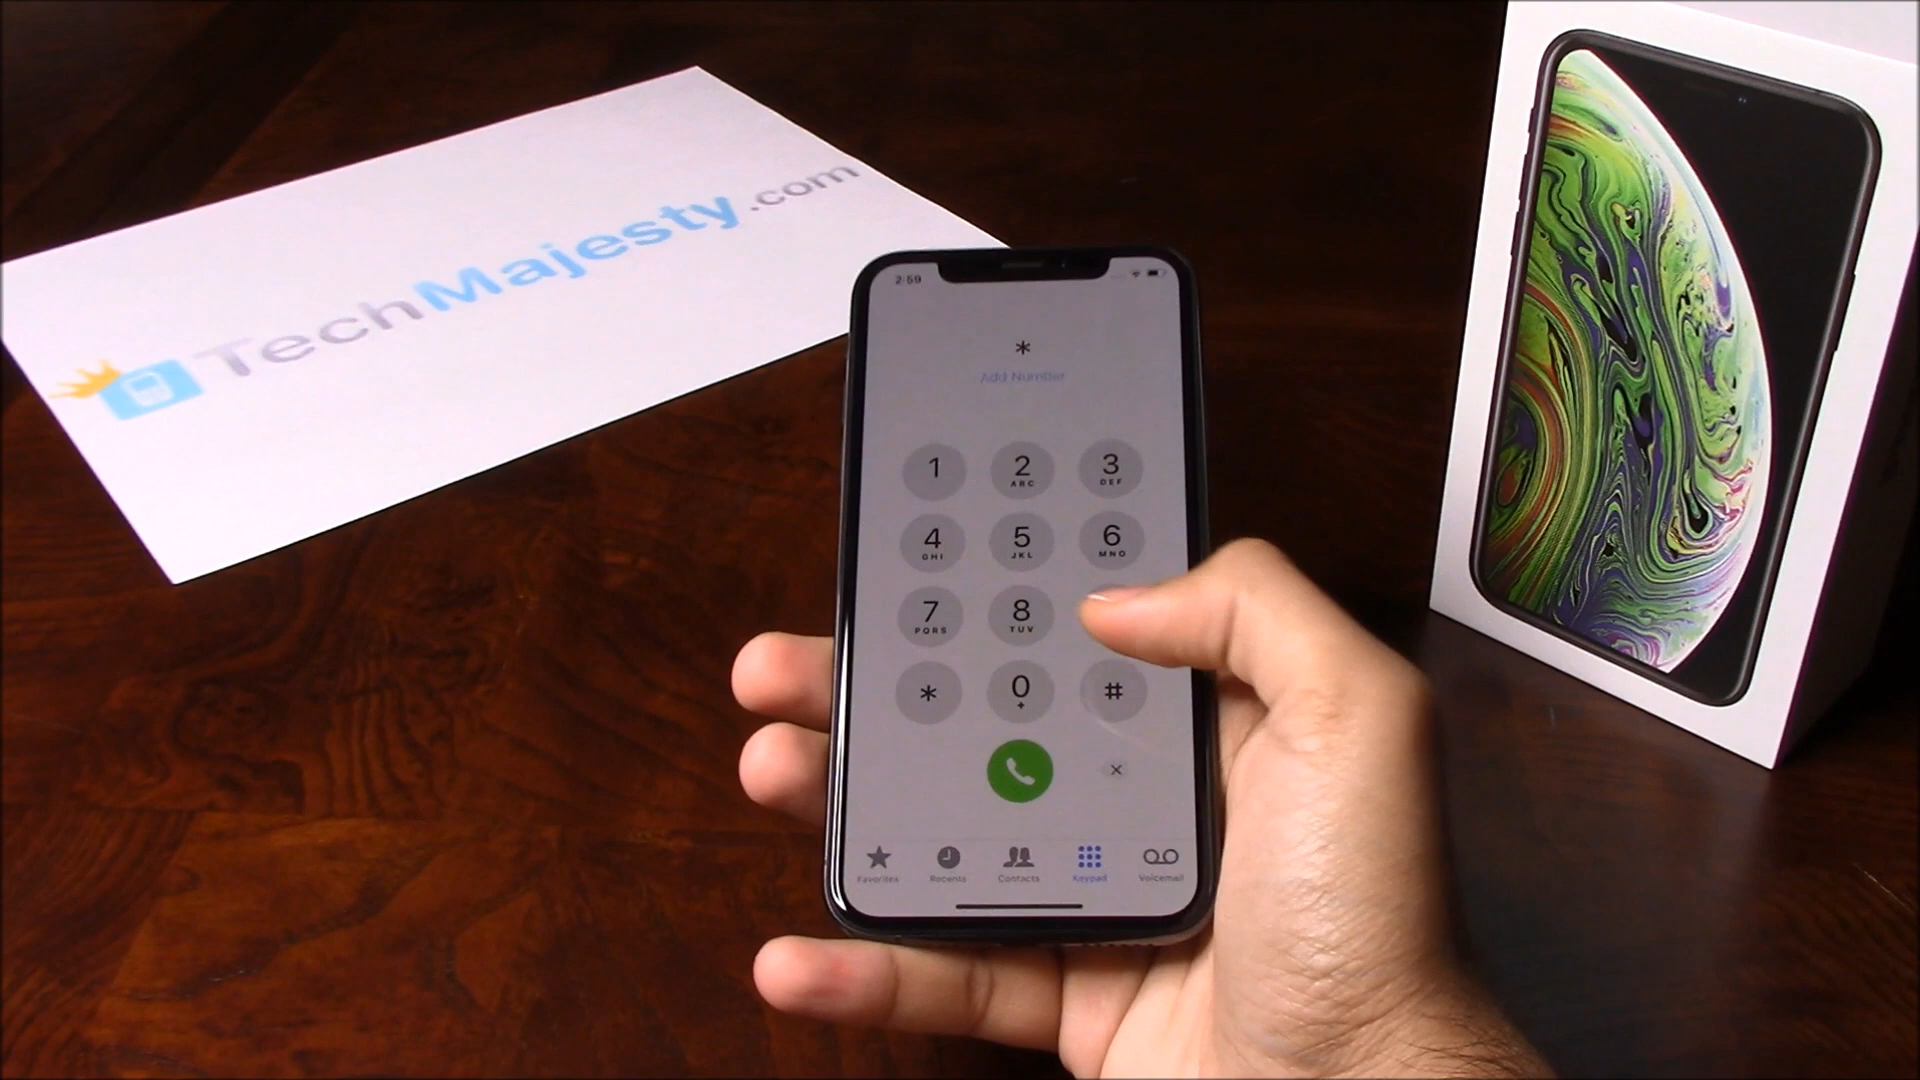 TechMajesty.com
2:59
*
Add Number
1
2
ABC
3
DEF
4
GHI
5
JKL
6
MNO
7
PQRS
8
TUV
*
0
+
#
Favorites
Recents
Contacts
Keypad
Voicemail